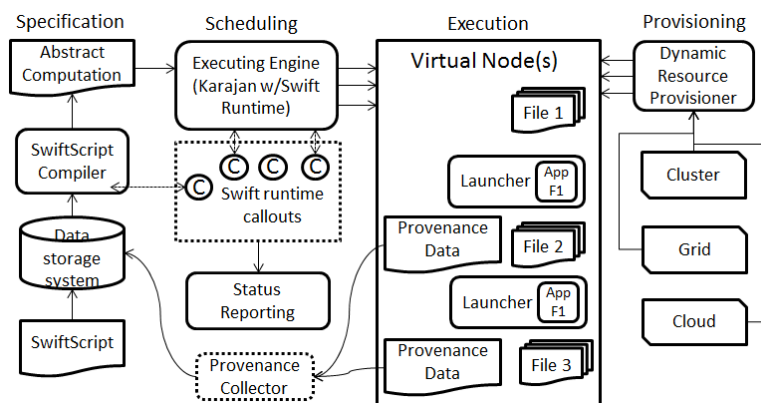 Specification
Scheduling
Execution
Provisioning
Abstract
Computation
Executing Engine
(Karajan w/Swift
Runtime)
Virtual Node(s)
Dynamic
Resource
Provisioner
File 1
SwiftScript
Compiler
C
C
C
C
Swift runtime
callouts
Launcher
App
F1
Cluster
Data
storage
system
Provenance
Data
File 2
Grid
Status
Reporting
Launcher
App
F1
Cloud
SwiftScript
Provenance
Collector
Provenance
Data
File 3